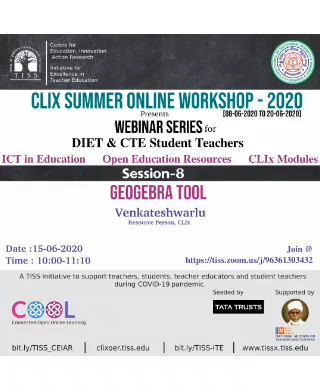 Centre for
Education, Innovation
Action Research
Initiative for
Excellence in
Teacher Education
TISS
CLIX SUMMER ONLINE WORKSHOP - 2020
Presents
[08-06-2020 TO 20-06-2020]
WEBINAR SERIES for
DIET & CTE Student Teachers
ICT in Education Open Education Resources CLIx Modules
Session-8
GEOGEBRA TOOL
Venkateshwarlu
Resource Person, CLIx
Date :15-06-2020
Time : 10:00-11:10
Join @
https://tiss.zoom.us/j/96361303432
A TISS initiative to support teachers, students, teacher educators and student teachers
during COVID-19 pandemic.
Seeded by
Supported by
TATA TRUSTS
COOL
Connected Open Online Learning
bit.ly/TISS_CEIAR | clixoer.tiss.edu | bit.ly/TISS-ITE | www.tissx.tiss.edu